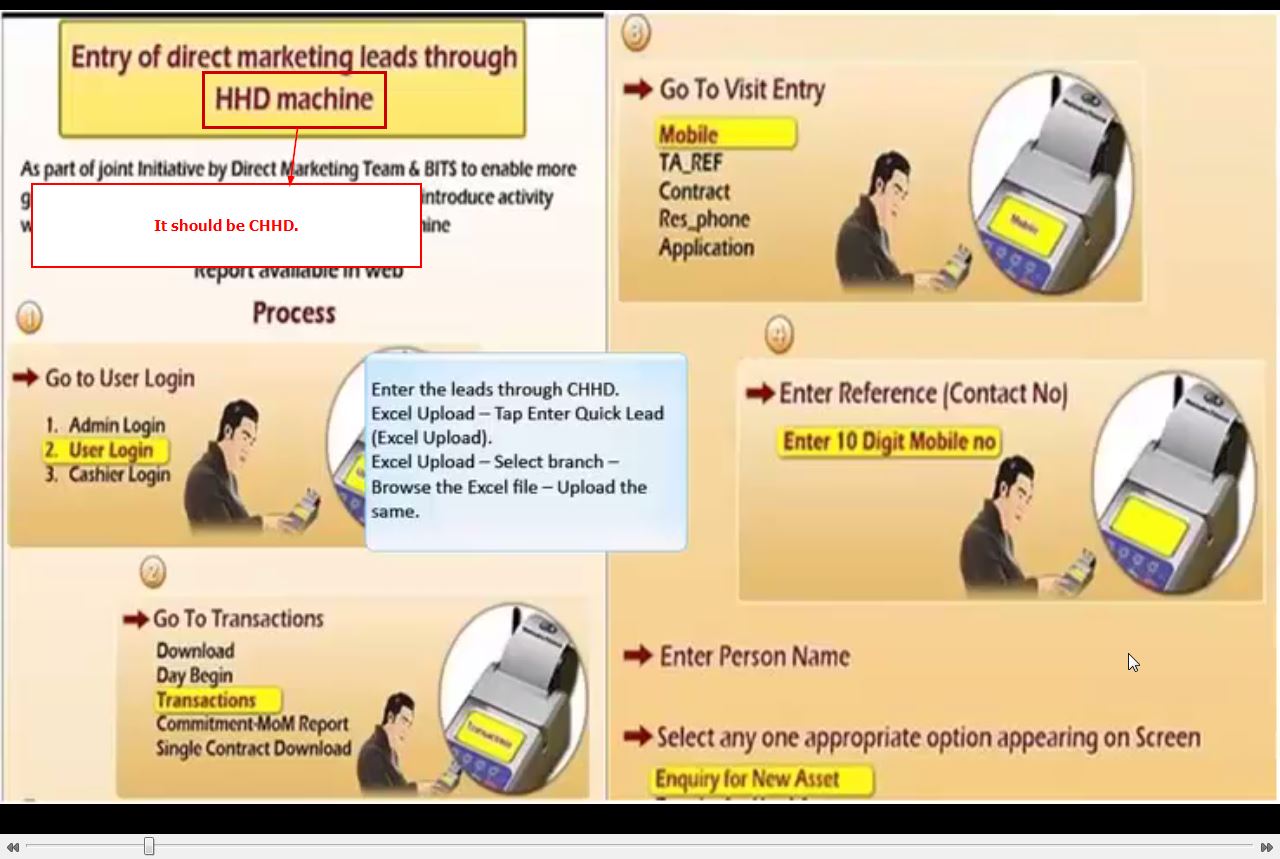 Entry of direct marketing leads through
HHD machine
As part of joint Initiative by Direct Marketing Team & BITS to enable more
introduce activity
It should be CHHD.
Report available in web
Process
1
Go to User Login
1. Admin Login
2. User Login
3. Cashier Login
Enter the leads through CHHD.
Excel Upload – Tap Enter Quick Lead
(Excel Upload).
Excel Upload – Select branch –
Browse the Excel file – Upload the
same.
2
Go To Transactions
Download
Day Begin
Transactions
Commitment-MoM Report
Single Contract Download
Transactions
3
Go To Visit Entry
Mobile
TA_REF
Contract
Res_phone
Application
Mobile
4
Enter Reference (Contact No)
Enter 10 Digit Mobile no
Enter Person Name
Select any one appropriate option appearing on Screen
Enquiry for New Asset